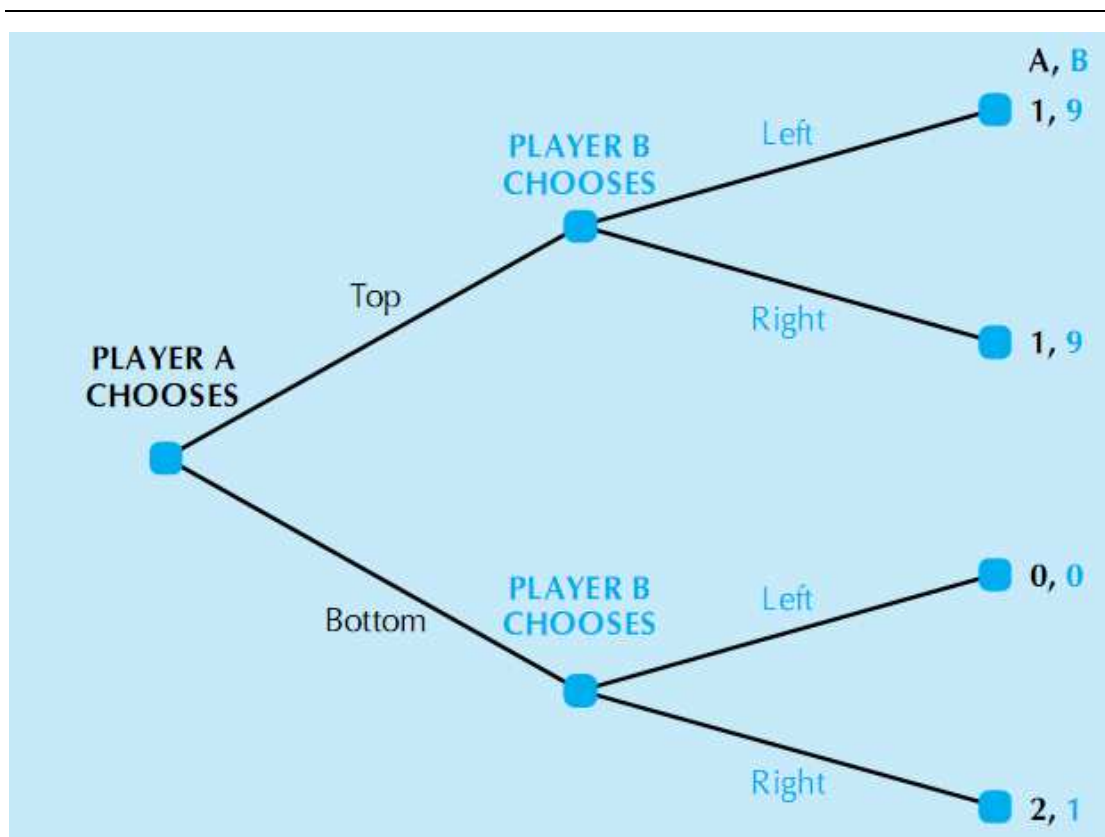 A, B
1, 9
Left
PLAYER B
CHOOSES
Top
Right
1, 9
PLAYER A
CHOOSES
PLAYER B
CHOOSES
Left
0, 0
Bottom
Right
2, 1